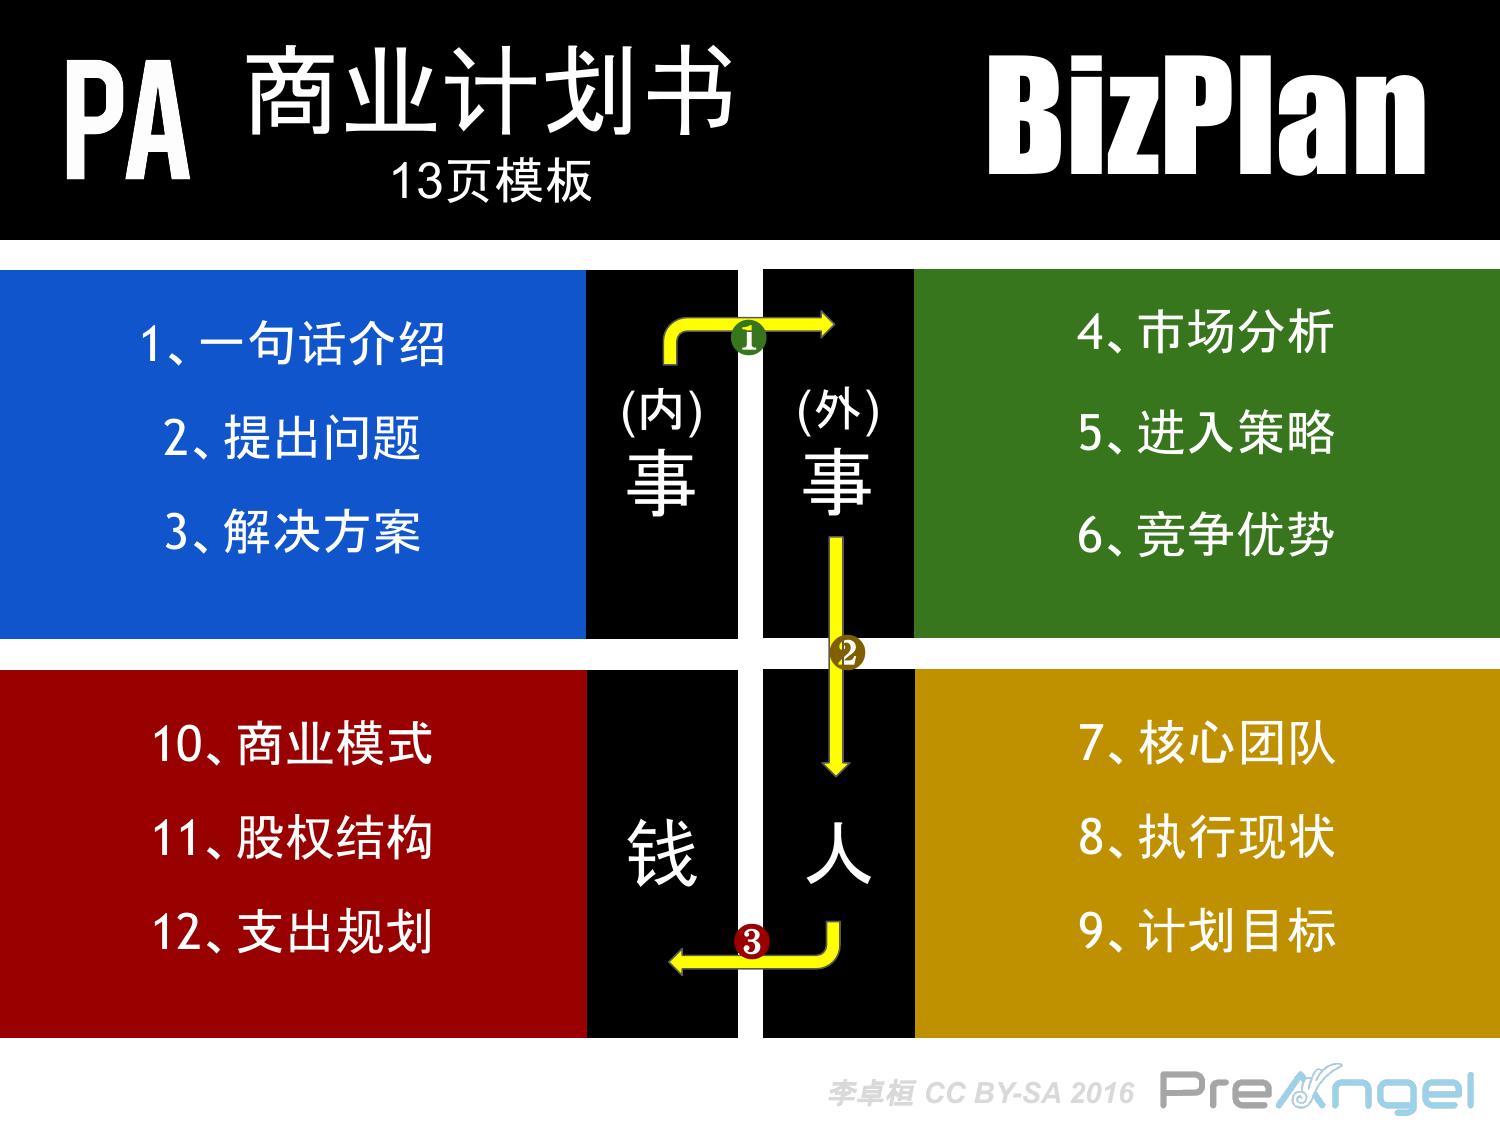 PA
商业计划书
13页模板
BizPlan
1、一句话介绍
2、提出问题
3、解决方案
(内)
事
1
(外)
事
4、市场分析
5、进入策略
6、竞争优势
2
10、商业模式
11、股权结构
12、支出规划
钱
3
人
7、核心团队
8、执行现状
9、计划目标
李卓桓 CC BY-SA 2016
PreAngel